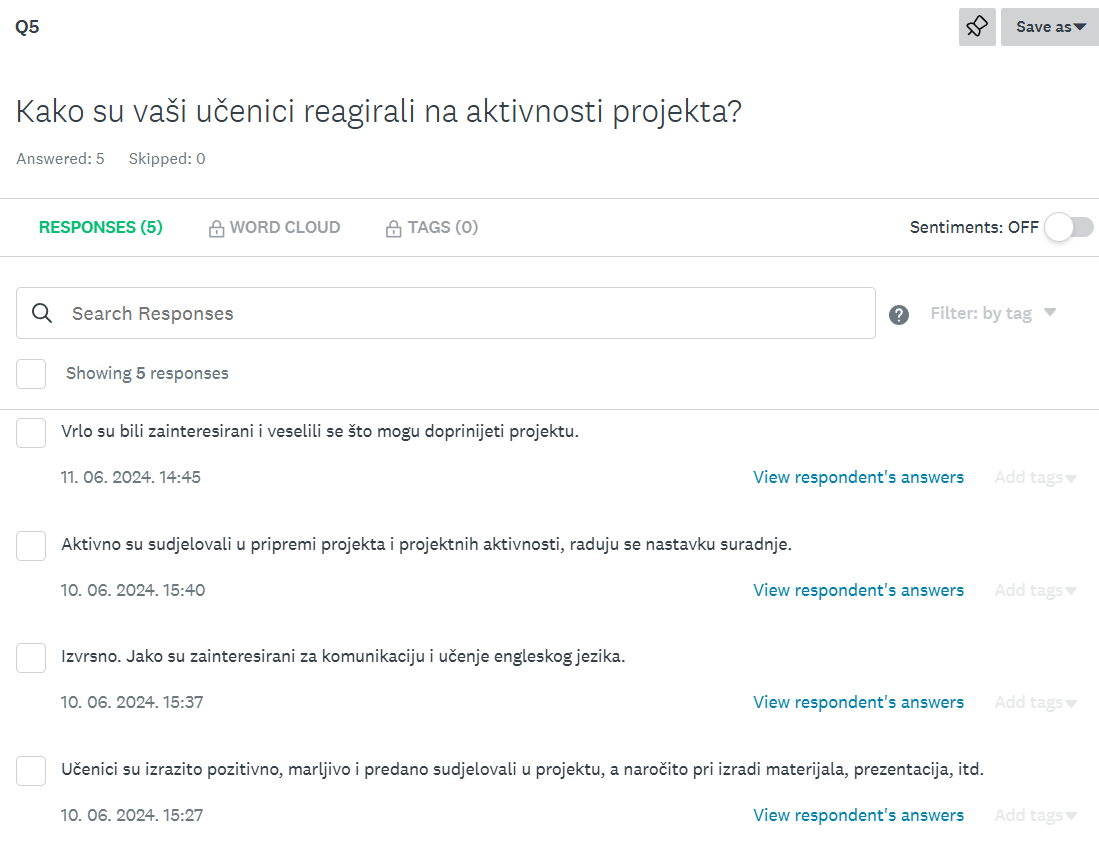 Q5
Save as
Kako su vaši učenici reagirali na aktivnosti projekta?
Answered: 5 Skipped: 0
RESPONSES (5) WORD CLOUD TAGS (0) Sentiments: OFF
Search Responses ? Filter: by tag
Showing 5 responses
Vrlo su bili zainteresirani i veselili se što mogu doprinijeti projektu.
11. 06. 2024. 14:45 View respondent's answers Add tags
Aktivno su sudjelovali u pripremi projekta i projektnih aktivnosti, raduju se nastavku suradnje.
10. 06. 2024. 15:40 View respondent's answers Add tags
Izvrsno. Jako su zainteresirani za komunikaciju i učenje engleskog jezika.
10. 06. 2024. 15:37 View respondent's answers Add tags
Učenici su izrazito pozitivno, marljivo i predano sudjelovali u projektu, a naročito pri izradi materijala, prezentacija, itd.
10. 06. 2024. 15:27 View respondent's answers Add tags